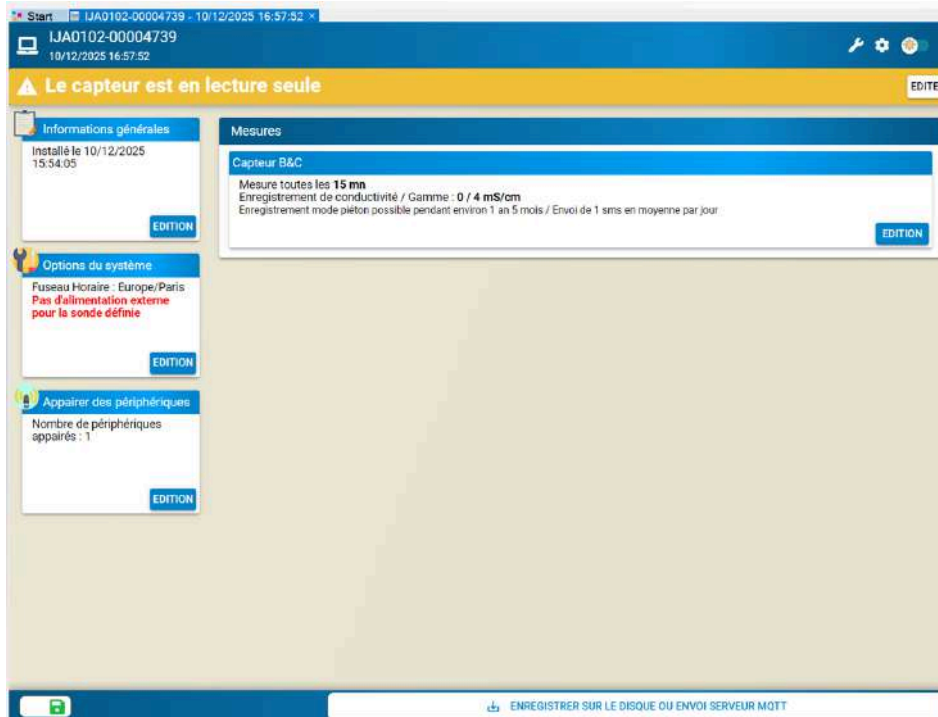 Start
IJA0102-00004739 - 10/12/2025 16:57:52 ×
IJA0102-00004739
10/12/2025 16:57:52
Le capteur est en lecture seule
EDITE
Informations générales
Installé le 10/12/2025
15:54:05
EDITION
Mesures
Capteur B&C
Mesure toutes les 15 mn
Enregistrement de conductivité / Gamme : 0 / 4 mS/cm
Enregistrement mode piéton possible pendant environ 1 an 5 mois / Envoi de 1 sms en moyenne par jour
EDITION
Options du système
Fuseau Horaire : Europe/Paris
Pas d'alimentation externe
pour la sonde définie
EDITION
Appairer des périphériques
Nombre de périphériques
appairés : 1
EDITION
ENREGISTRER SUR LE DISQUE OU ENVOI SERVEUR MQTT